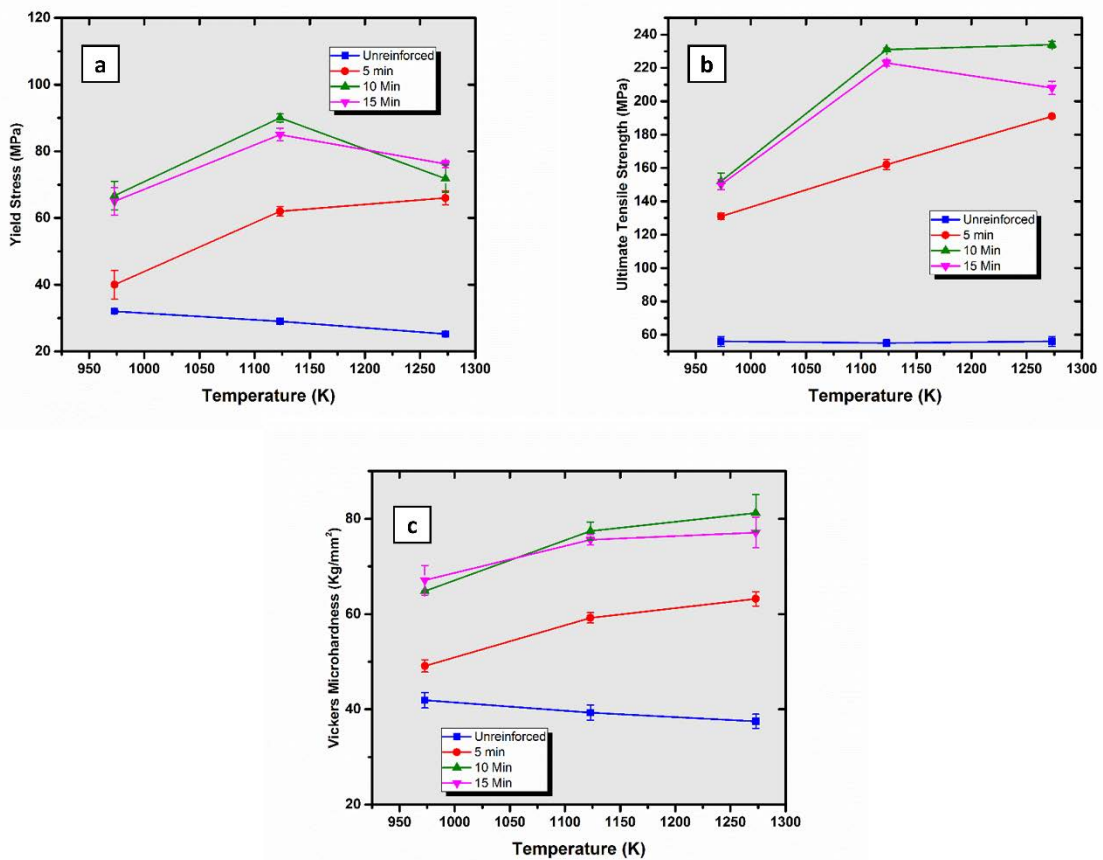 a
Unreinforced
5 min
10 Min
15 Min
Yield Stress (MPa)
120
100
80
60
40
20
950 1000 1050 1100 1150 1200 1250 1300
Temperature (K)
b
Unreinforced
5 min
10 Min
15 Min
Ultimate Tensile Strength (MPa)
240
220
200
180
160
140
120
100
80
60
950 1000 1050 1100 1150 1200 1250 1300
Temperature (K)
c
Unreinforced
5 min
10 Min
15 Min
Vickers Microhardness (Kg/mm²)
80
60
40
20
950 1000 1050 1100 1150 1200 1250 1300
Temperature (K)